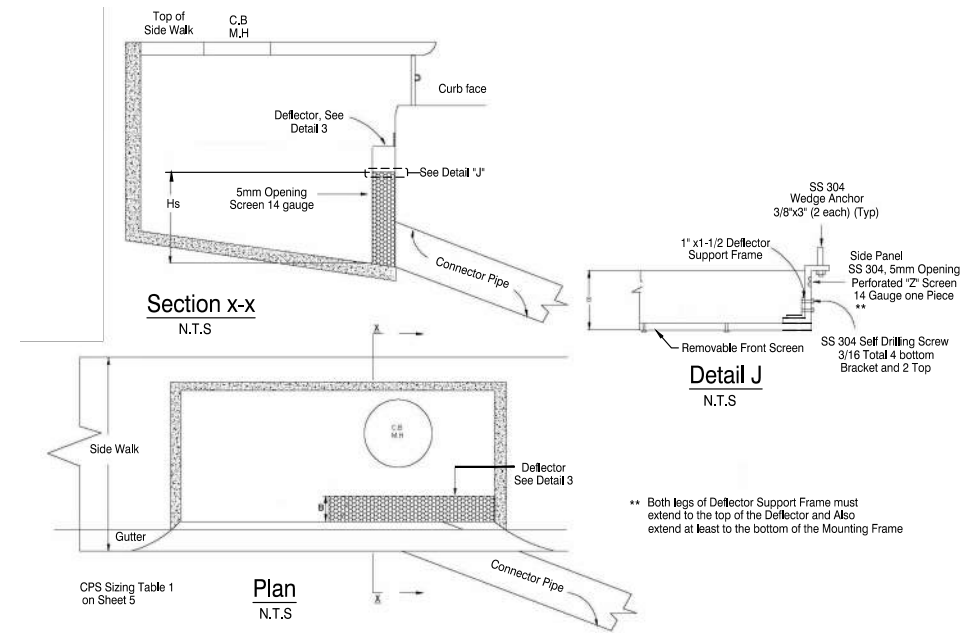 Top of
Side Walk
C.B
M.H
Curb face
Deflector, See
Detail 3
See Detail "J"
Hs
5mm Opening
Screen 14 gauge
Connector Pipe
Section x-x
N.T.S
SS 304
Wedge Anchor
3/8"x3" (2 each) (Typ)
1" x1-1/2 Deflector
Support Frame
Side Panel
SS 304, 5mm Opening
Perforated "Z" Screen
14 Gauge one Piece
**
Removable Front Screen
SS 304 Self Drilling Screw
3/16 Total 4 bottom
Bracket and 2 Top
Detail J
N.T.S
X
Side Walk
C.B
M.H
Deflector
See Detail 3
B
Gutter
** Both legs of Deflector Support Frame must
extend to the top of the Deflector and Also
extend at least to the bottom of the Mounting Frame
CPS Sizing Table 1
on Sheet 5
Plan
N.T.S
X
Connector Pipe